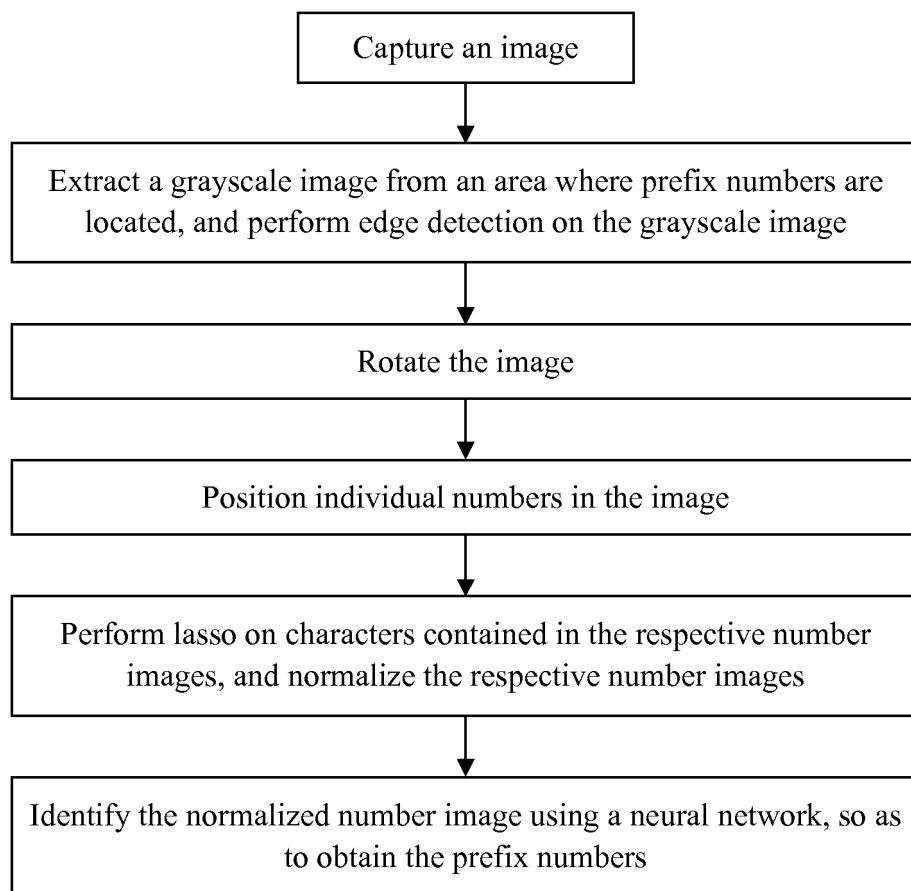 Capture an image
Extract a grayscale image from an area where prefix numbers are
located, and perform edge detection on the grayscale image
Rotate the image
Position individual numbers in the image
Perform lasso on characters contained in the respective number
images, and normalize the respective number images
Identify the normalized number image using a neural network, so as
to obtain the prefix numbers